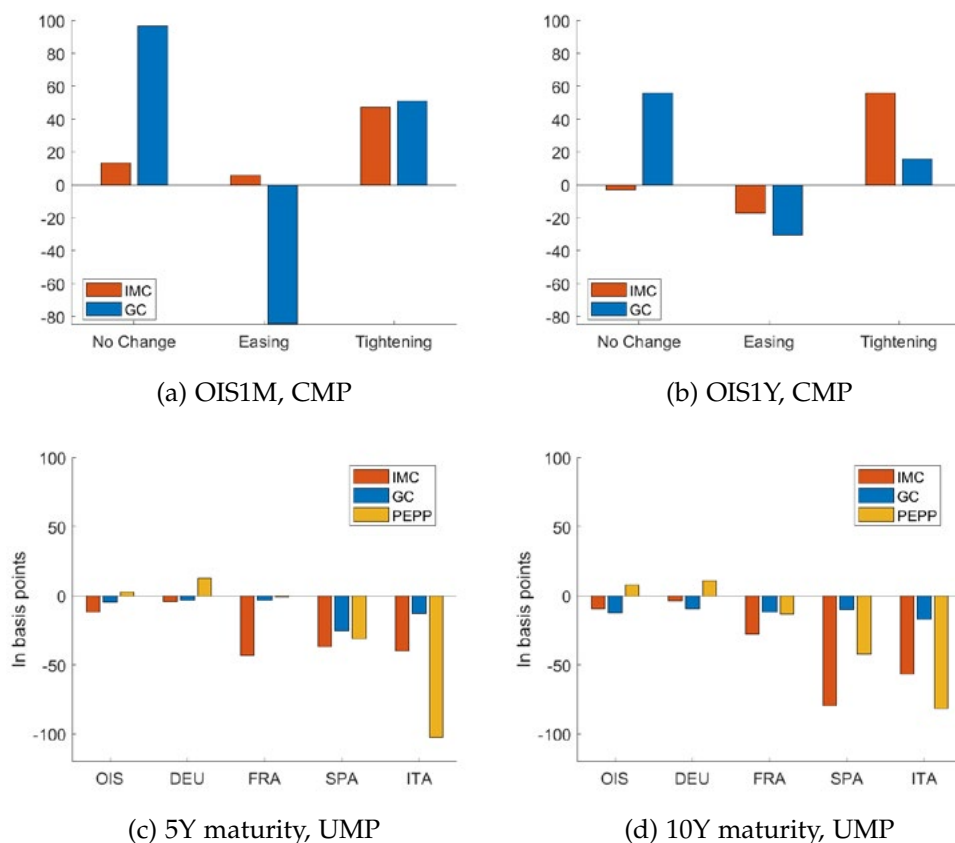 100
80
60
40
20
0
-20
-40
-60
-80
IMC
GC
No Change Easing Tightening
(a) OIS1M, CMP
100
80
60
40
20
0
-20
-40
-60
-80
IMC
GC
No Change Easing Tightening
(b) OIS1Y, CMP
In basis points
100
50
0
-50
-100
IMC
GC
PEPP
OIS DEU FRA SPA ITA
(c) 5Y maturity, UMP
In basis points
100
50
0
-50
-100
IMC
GC
PEPP
OIS DEU FRA SPA ITA
(d) 10Y maturity, UMP